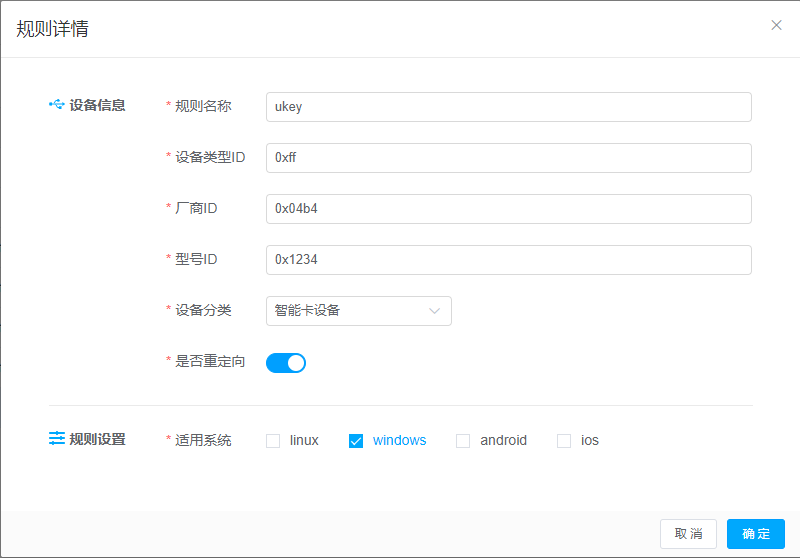 规则详情
设备信息
* 规则名称
ukey
* 设备类型ID
0xff
* 厂商ID
0x04b4
* 型号ID
0x1234
* 设备分类
智能卡设备
* 是否重定向
规则设置
* 适用系统
linux
windows
android
ios
取消
确定